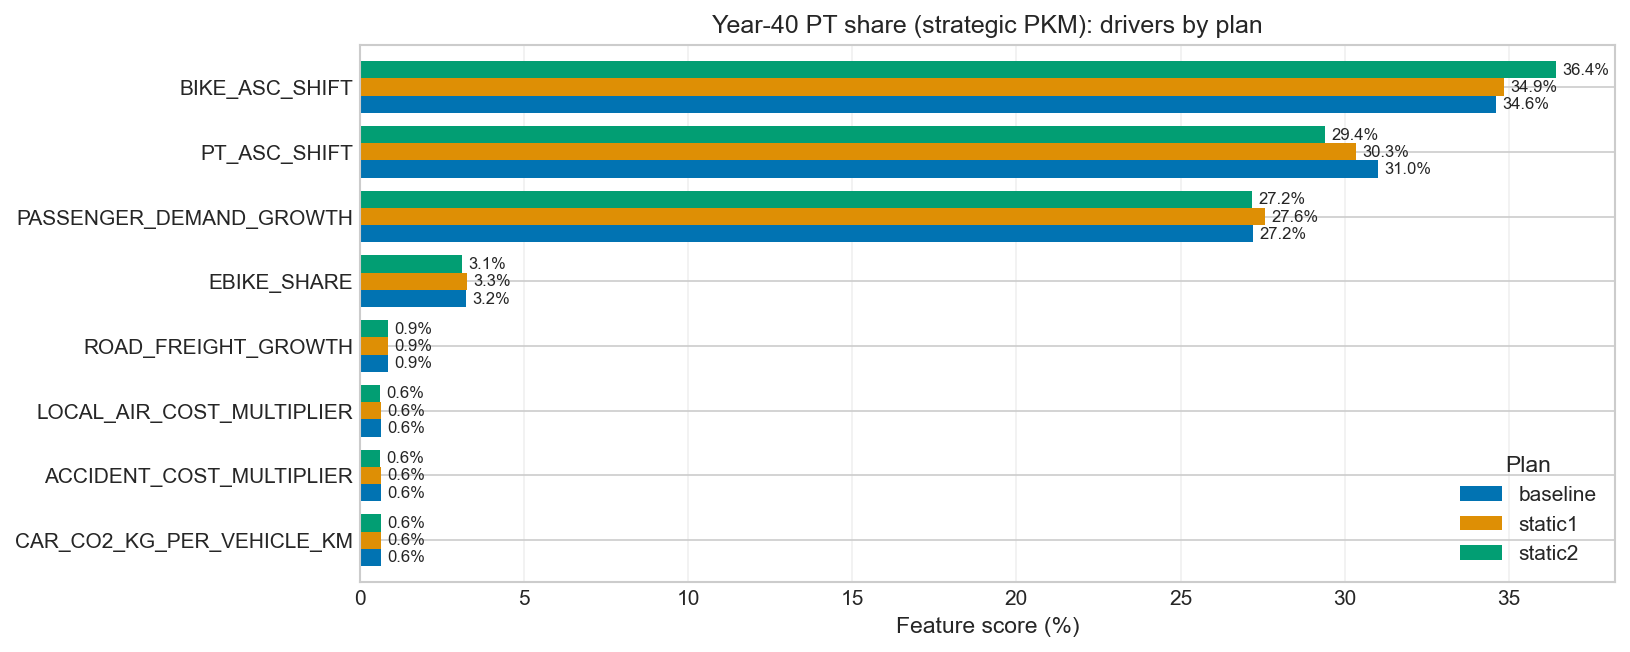 Year-40 PT share (strategic PKM): drivers by plan
BIKE_ASC_SHIFT
36.4%
34.9%
34.6%
PT_ASC_SHIFT
29.4%
30.3%
31.0%
PASSENGER_DEMAND_GROWTH
27.2%
27.6%
27.2%
EBIKE_SHARE
3.1%
3.3%
3.2%
ROAD_FREIGHT_GROWTH
0.9%
0.9%
0.9%
LOCAL_AIR_COST_MULTIPLIER
0.6%
0.6%
0.6%
ACCIDENT_COST_MULTIPLIER
0.6%
0.6%
0.6%
CAR_CO2_KG_PER_VEHICLE_KM
0.6%
0.6%
0.6%
Plan
baseline
static1
static2
0 5 10 15 20 25 30 35
Feature score (%)